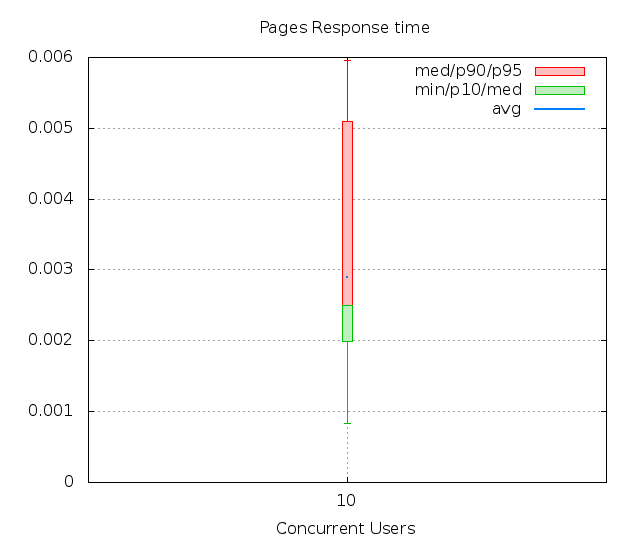 Pages Response time
0.006
med/p90/p95
min/p10/med
avg
0.005
0.004
0.003
0.002
0.001
0
10
Concurrent Users